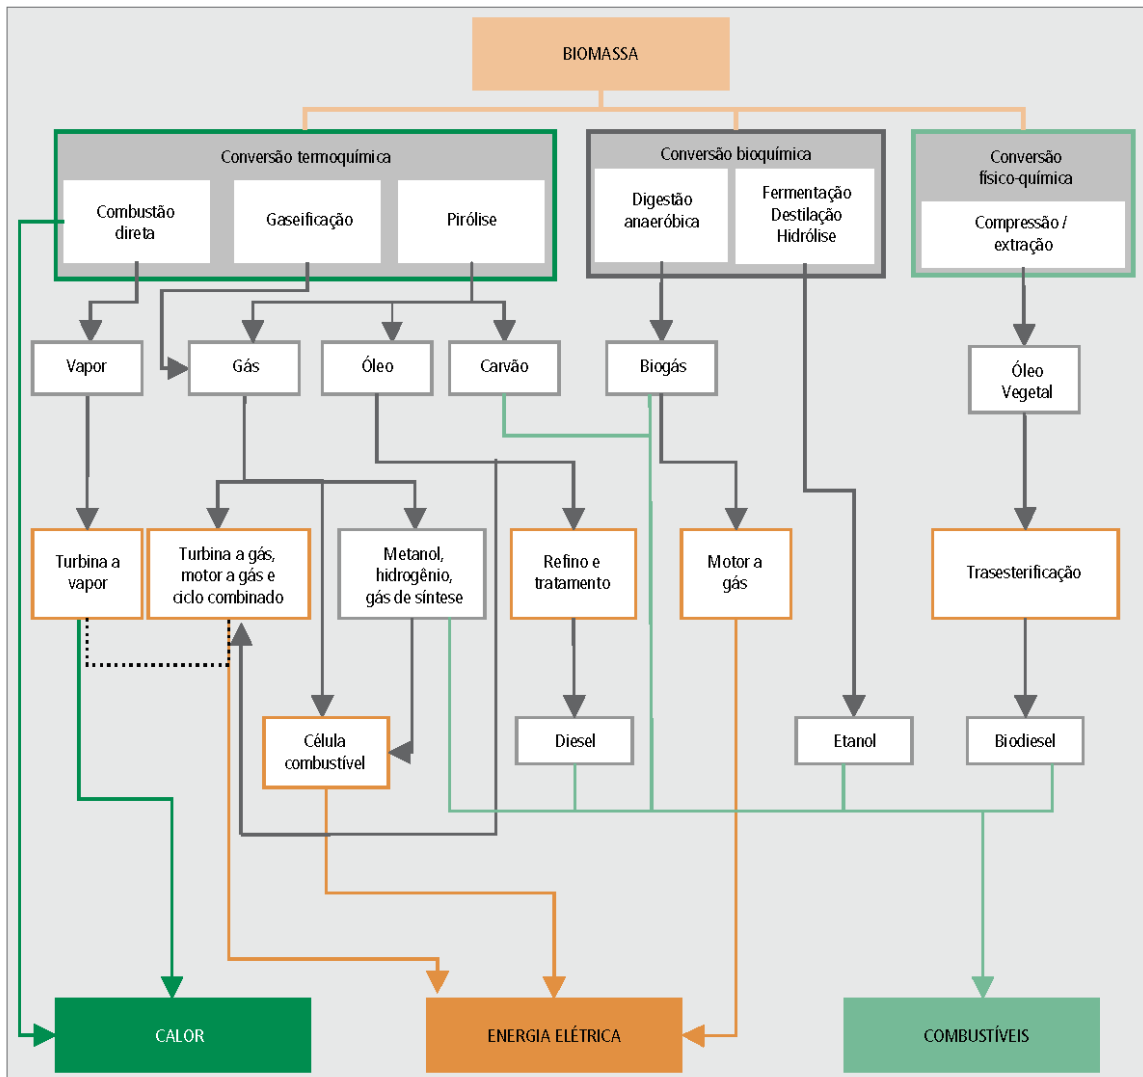 BIOMASSA
Conversão termoquímica
Combustão
direta
Gaseificação
Pirólise
Conversão bioquímica
Digestão
anaeróbica
Fermentação
Destilação
Hidrólise
Conversão
físico-química
Compressão /
extração
Vapor
Gás
Óleo
Carvão
Biogás
Óleo
Vegetal
Turbina a
vapor
Turbina a gás,
motor a gás e
ciclo combinado
Metanol,
hidrogênio,
gás de síntese
Refino e
tratamento
Motor a
gás
Trasesterificação
Célula
combustível
Diesel
Etanol
Biodiesel
CALOR
ENERGIA ELÉTRICA
COMBUSTÍVEIS